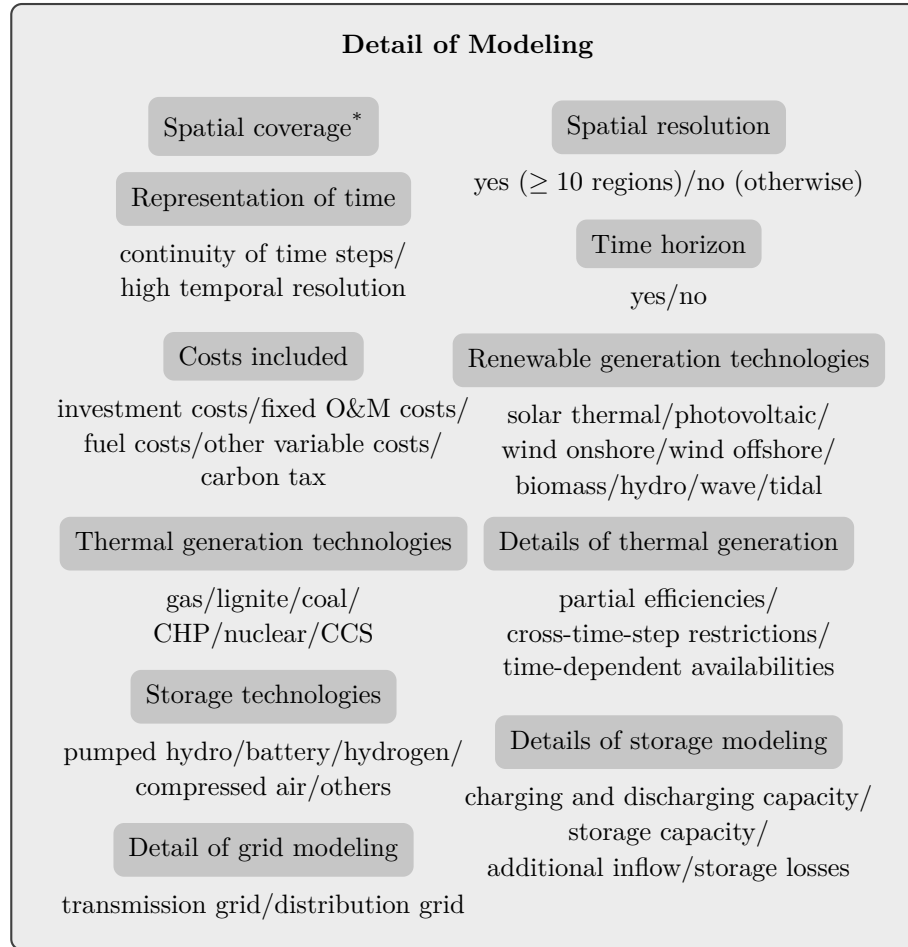 Detail of Modeling
Spatial coverage*
Representation of time
continuity of time steps/
high temporal resolution
Costs included
investment costs/fixed O&M costs/
fuel costs/other variable costs/
carbon tax
Thermal generation technologies
gas/lignite/coal/
CHP/nuclear/CCS
Storage technologies
pumped hydro/battery/hydrogen/
compressed air/others
Detail of grid modeling
transmission grid/distribution grid
Spatial resolution
yes (≥ 10 regions)/no (otherwise)
Time horizon
yes/no
Renewable generation technologies
solar thermal/photovoltaic/
wind onshore/wind offshore/
biomass/hydro/wave/tidal
Details of thermal generation
partial efficiencies/
cross-time-step restrictions/
time-dependent availabilities
Details of storage modeling
charging and discharging capacity/
storage capacity/
additional inflow/storage losses